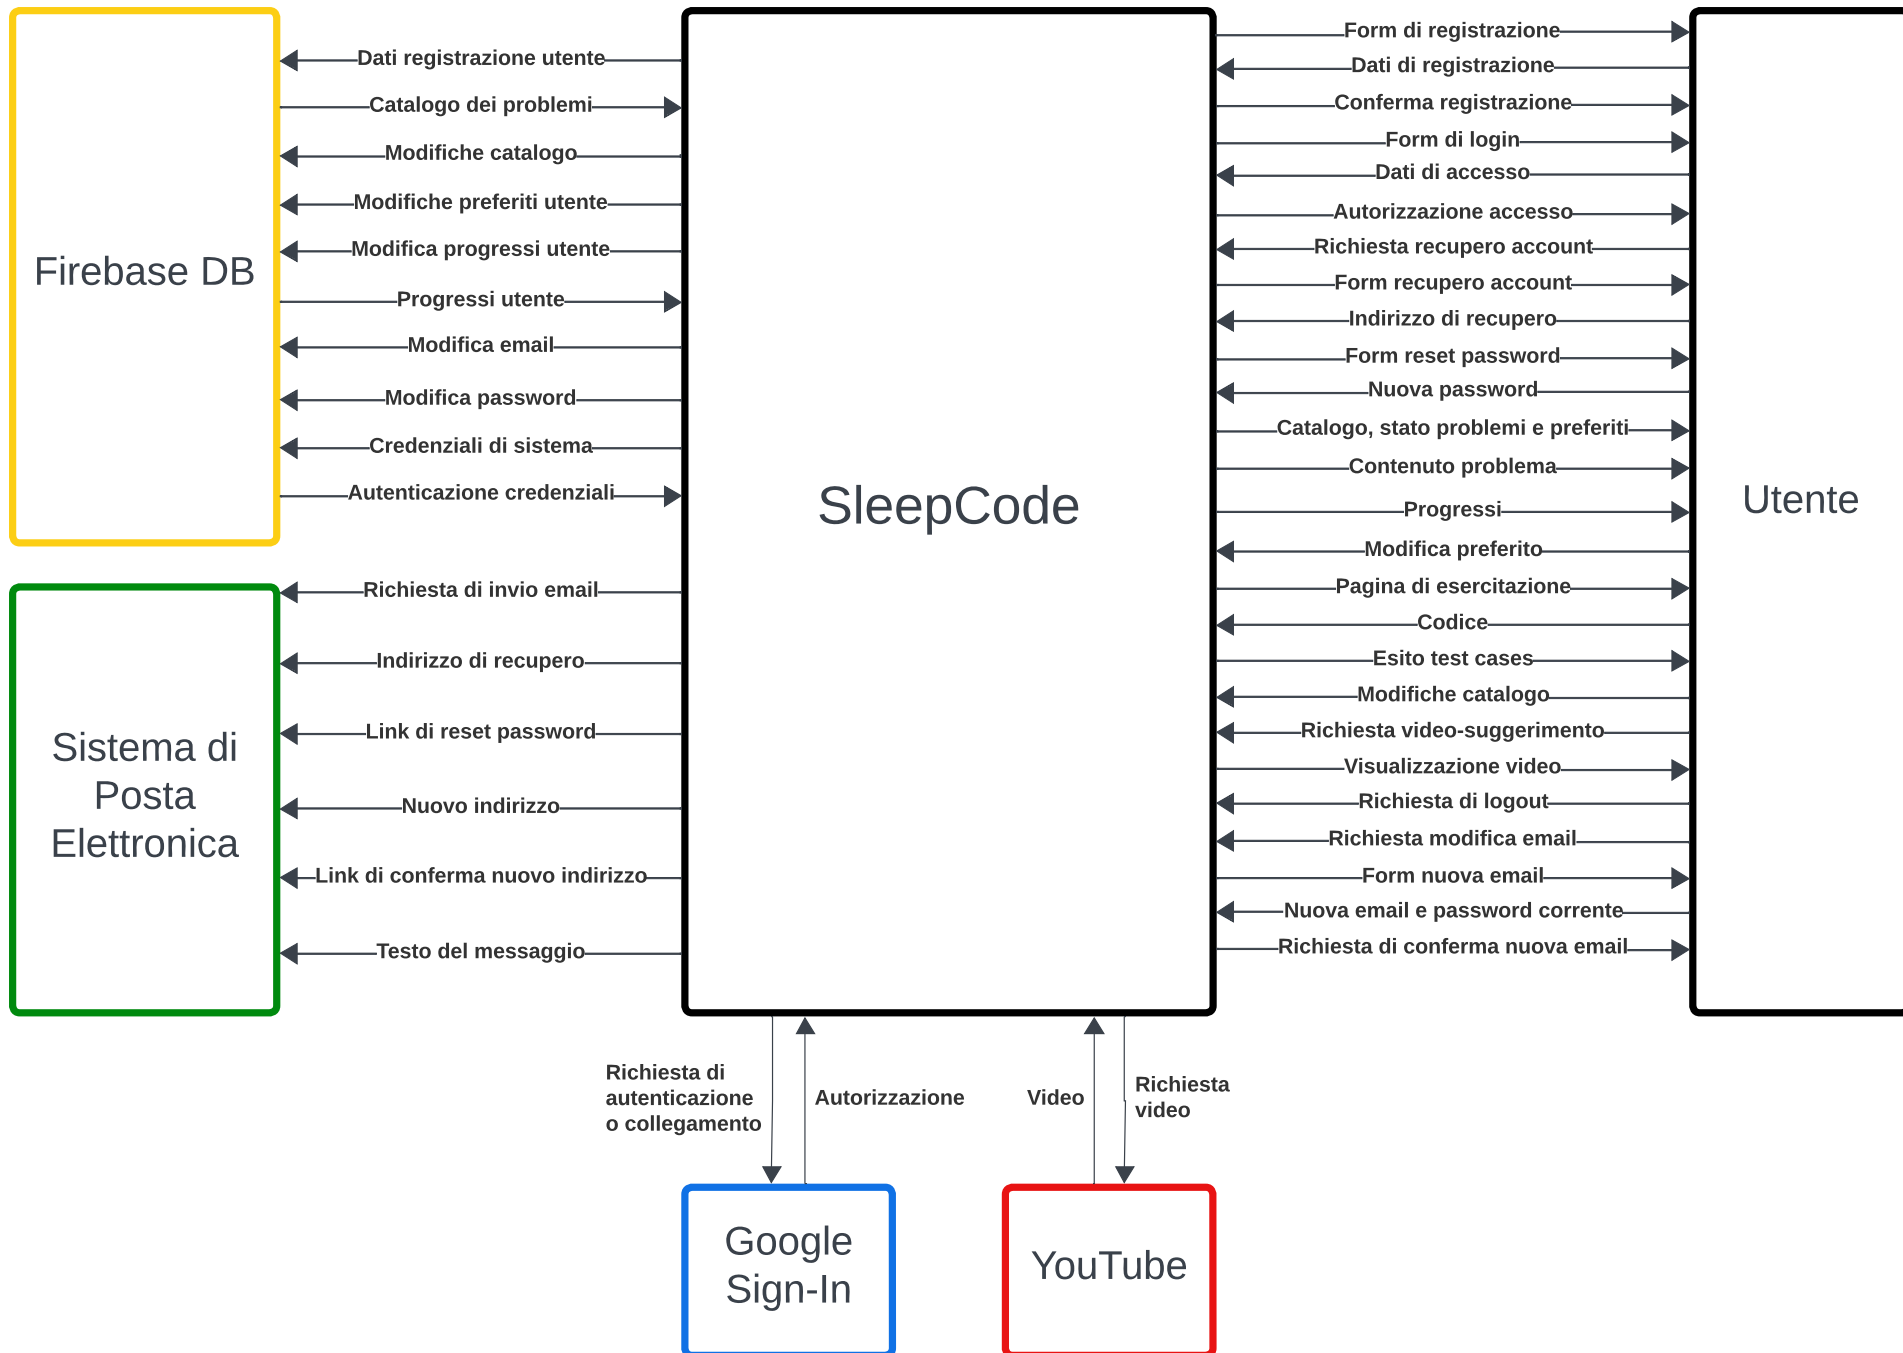 Firebase DB
Dati registrazione utente
Catalogo dei problemi
Modifiche catalogo
Modifiche preferiti utente
Modifica progressi utente
Progressi utente
Modifica email
Modifica password
Credenziali di sistema
Autenticazione credenziali
Sistema di
Posta
Elettronica
Richiesta di invio email
Indirizzo di recupero
Link di reset password
Nuovo indirizzo
Link di conferma nuovo indirizzo
Testo del messaggio
SleepCode
Form di registrazione
Dati di registrazione
Conferma registrazione
Form di login
Dati di accesso
Autorizzazione accesso
Richiesta recupero account
Form recupero account
Indirizzo di recupero
Form reset password
Nuova password
Catalogo, stato problemi e preferiti
Contenuto problema
Progressi
Modifica preferito
Pagina di esercitazione
Codice
Esito test cases
Modifiche catalogo
Richiesta video-suggerimento
Visualizzazione video
Richiesta di logout
Richiesta modifica email
Form nuova email
Nuova email e password corrente
Richiesta di conferma nuova email
Utente
Richiesta di
autenticazione
o collegamento
Autorizzazione
Video
Richiesta
video
Google
Sign-In
YouTube